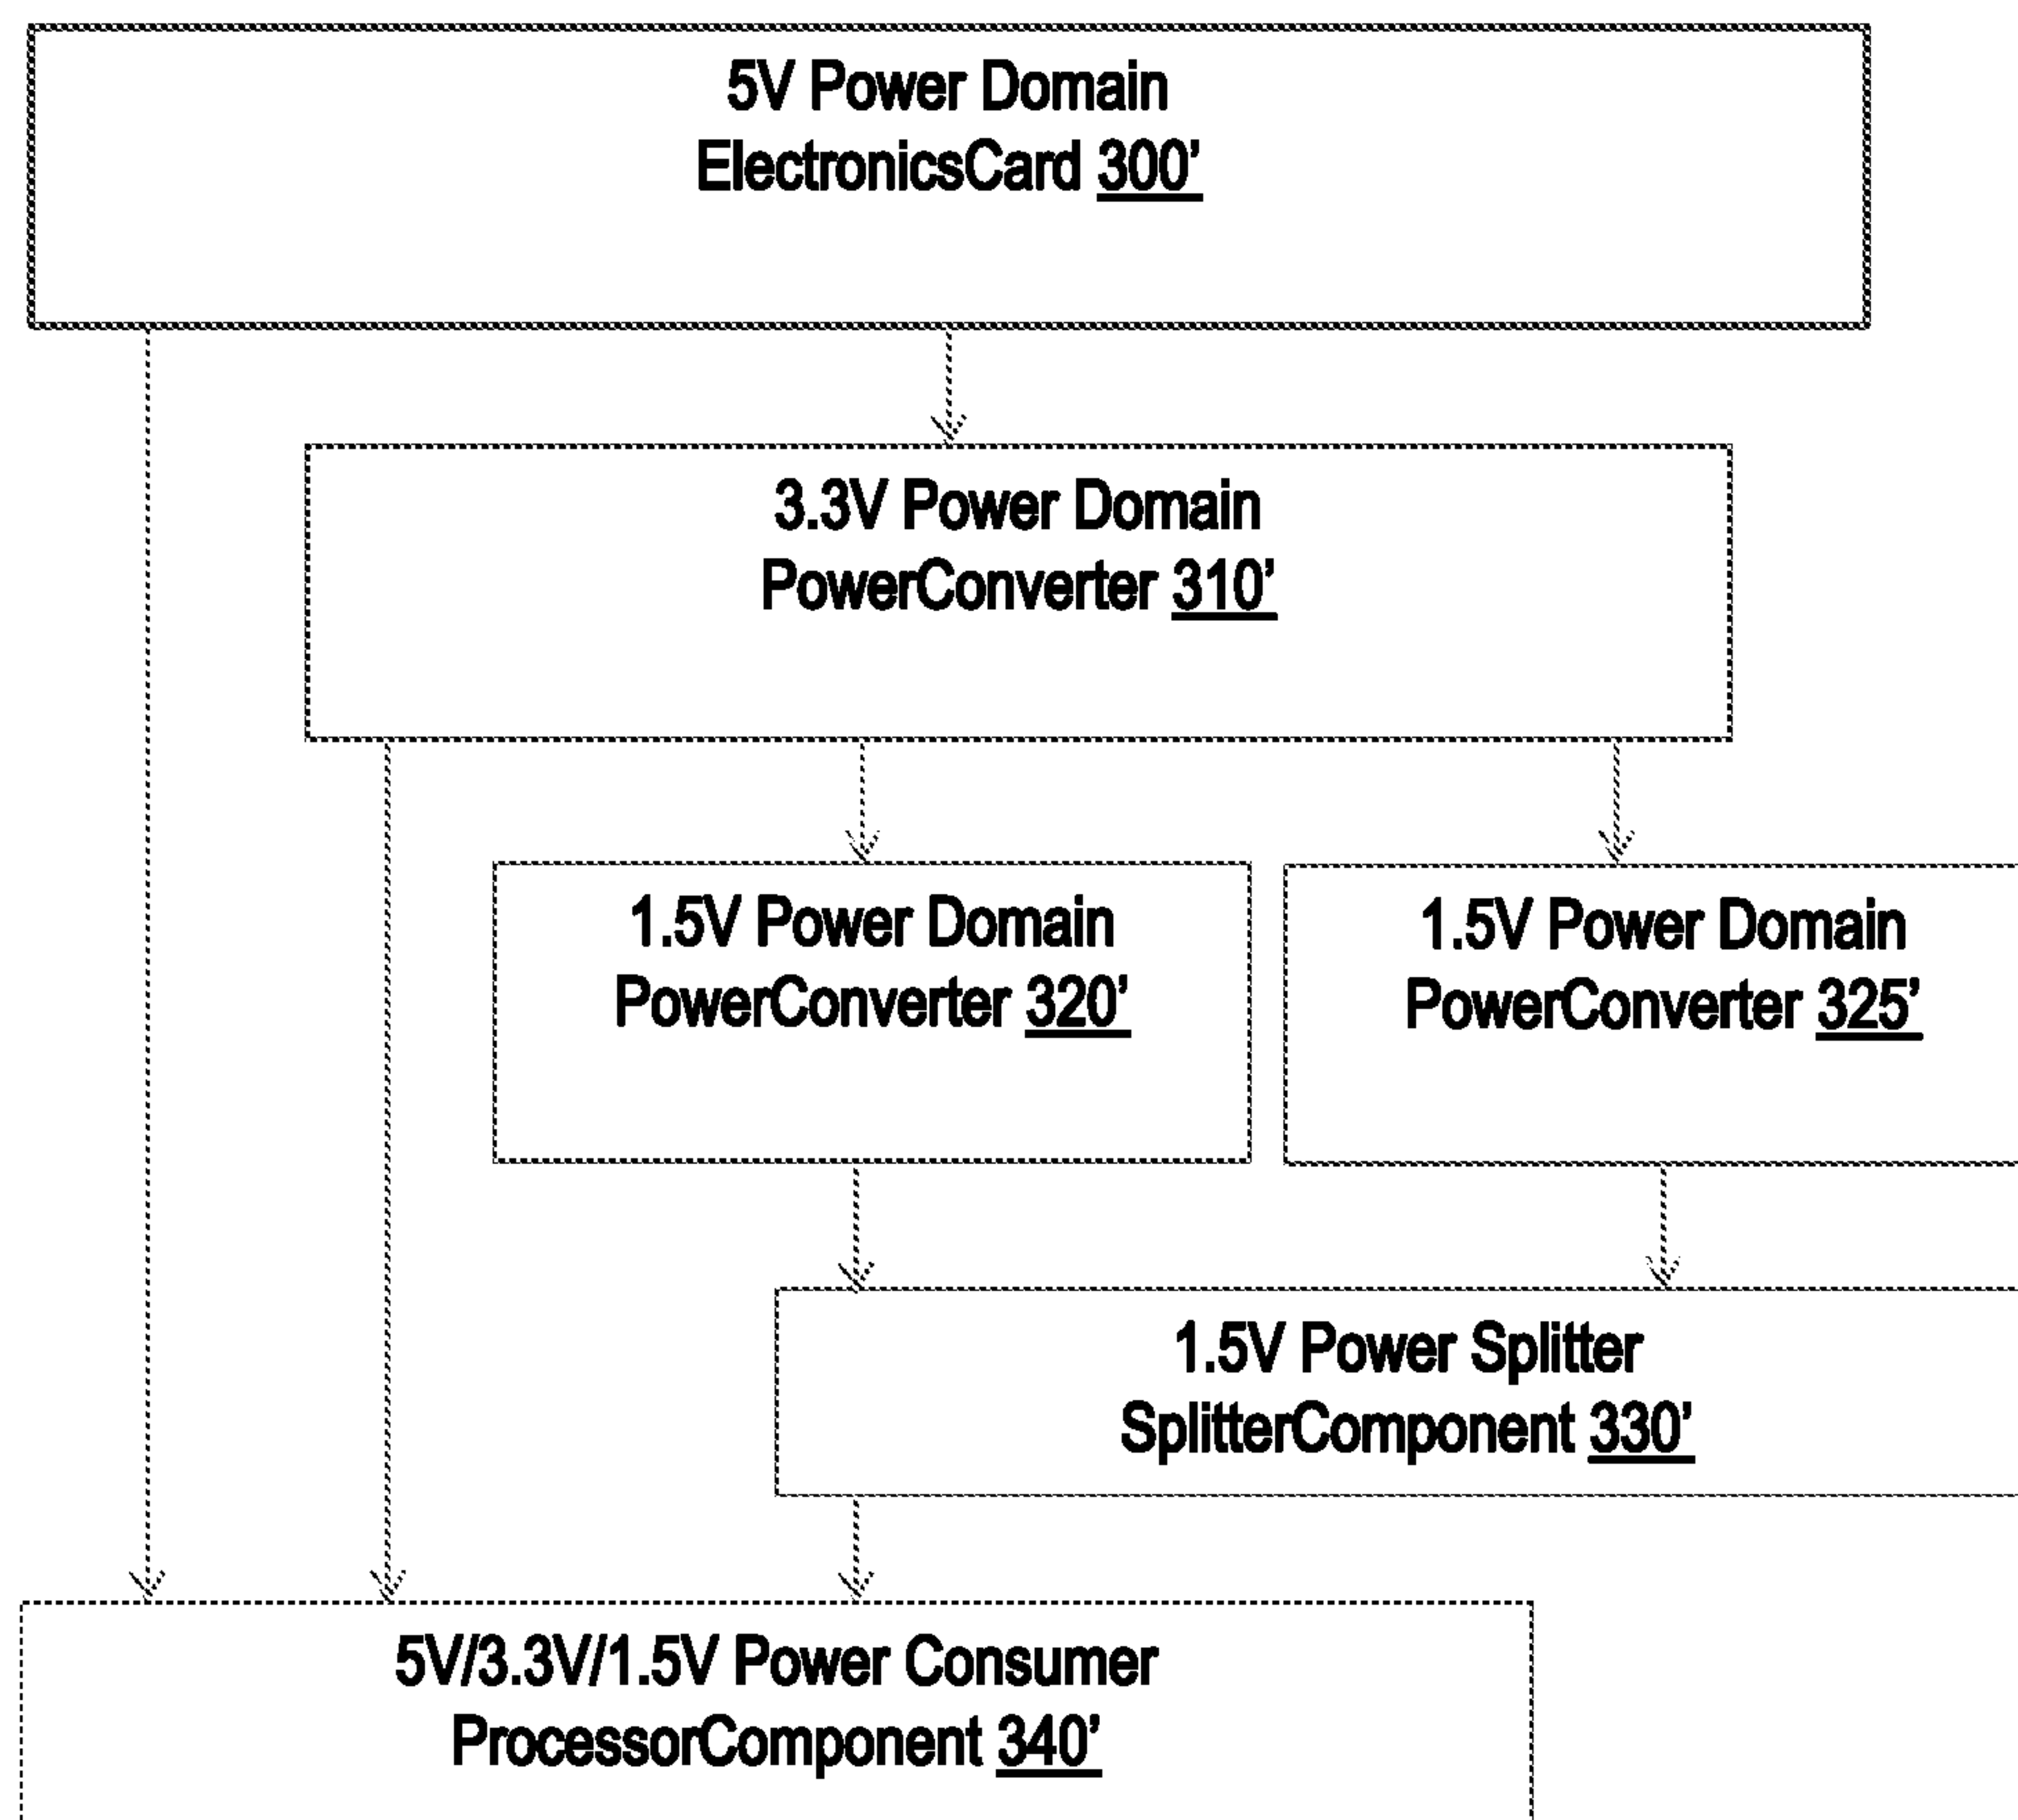 5V Power Domain
ElectronicsCard 300’
3.3V Power Domain
PowerConverter 310’
1.5V Power Domain
PowerConverter 320’
1.5V Power Domain
PowerConverter 325’
1.5V Power Splitter
SplitterComponent 330’
5V/3.3V/1.5V Power Consumer
ProcessorComponent 340’